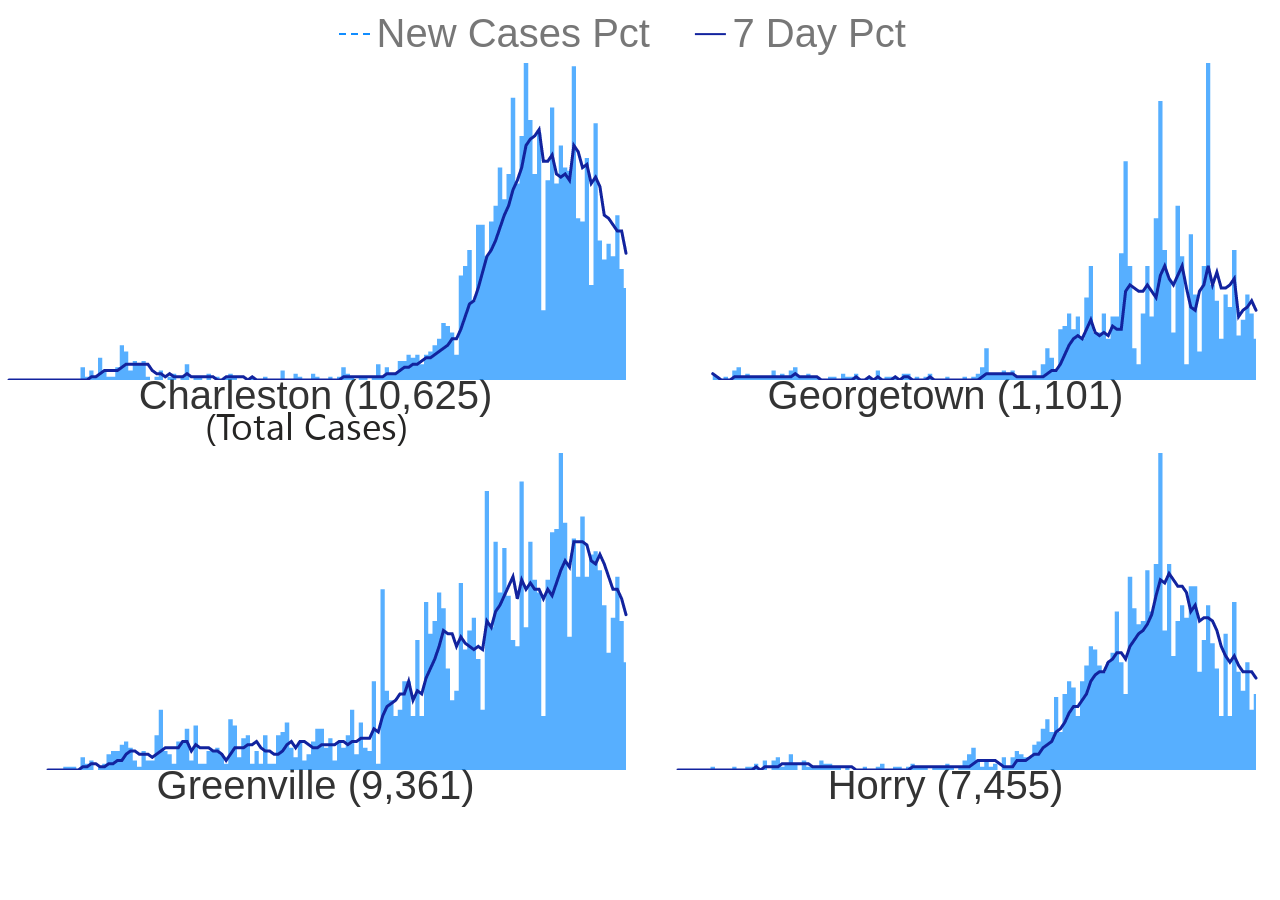 New Cases Pct 7 Day Pct
Charleston (10,625)
(Total Cases)
Georgetown (1,101)
Greenville (9,361)
Horry (7,455)